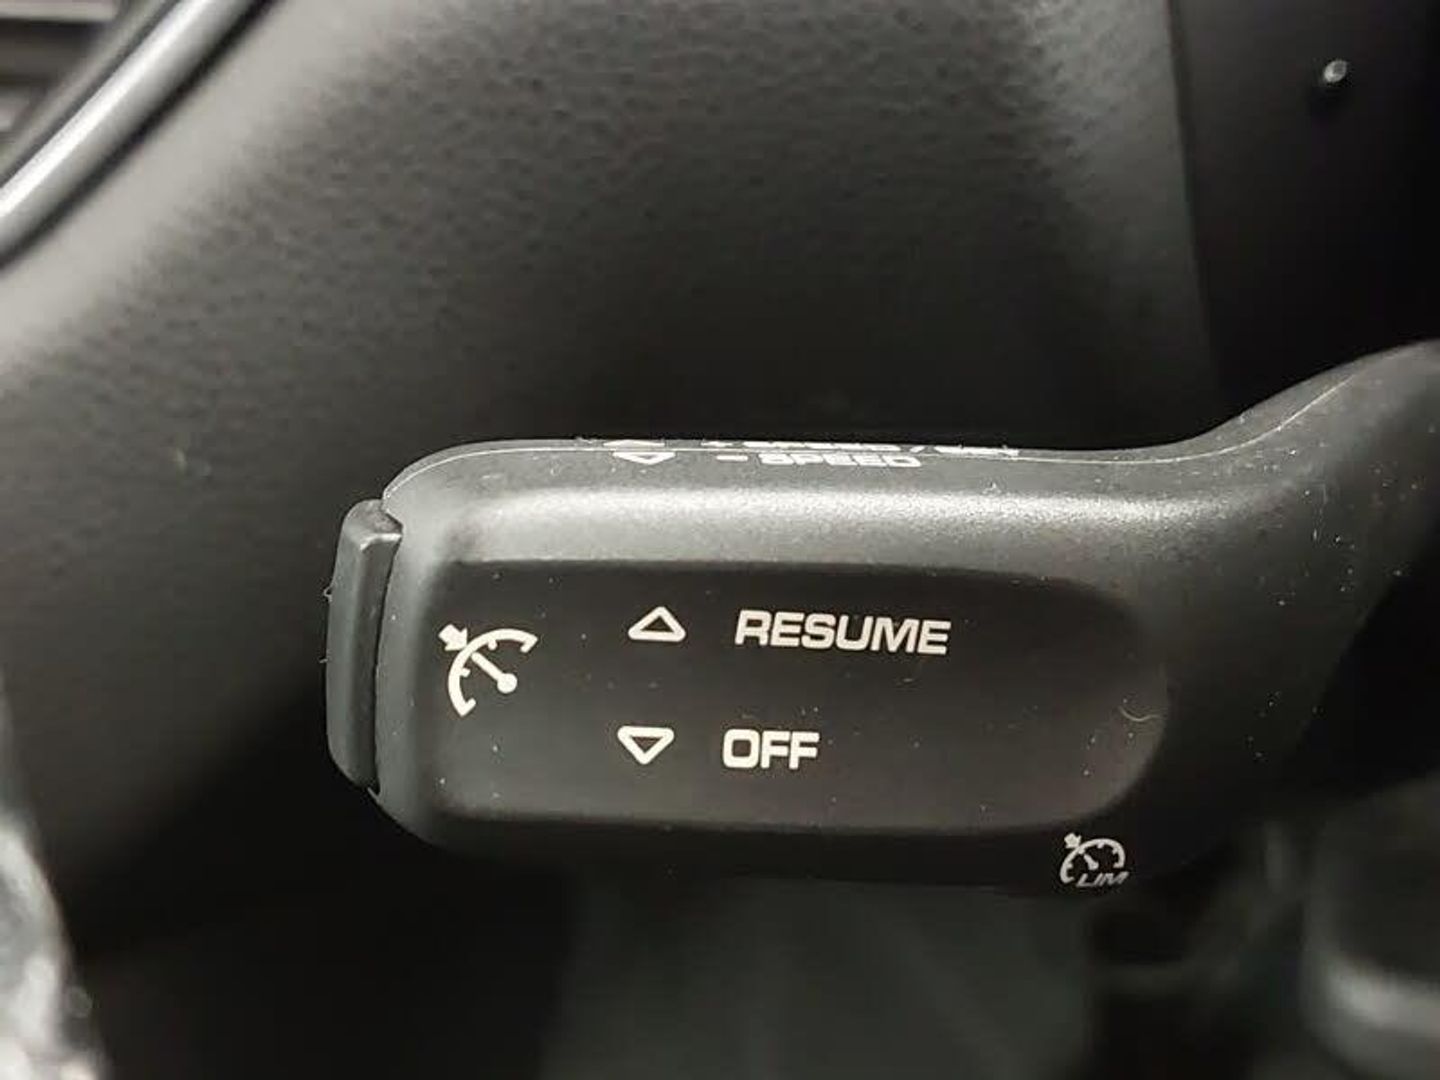 - SPEED
△ RESUME
▽ OFF
LIM